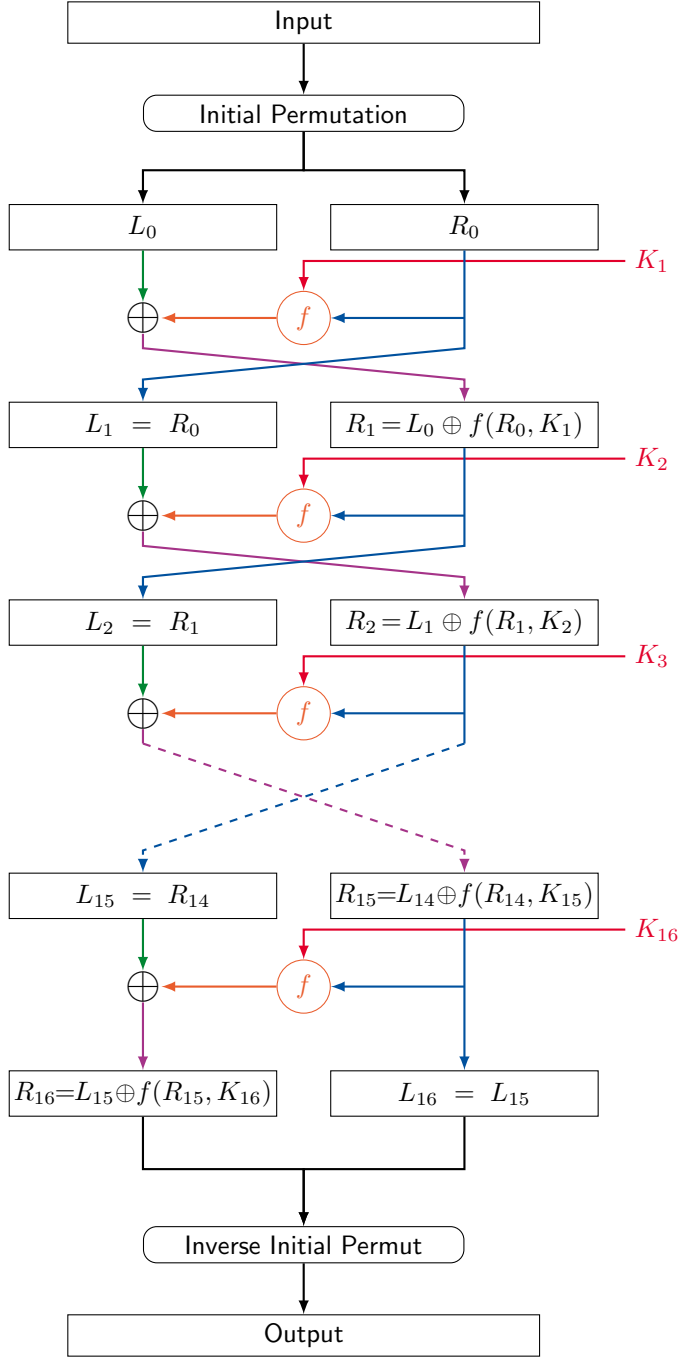 Input
Initial Permutation
L₀
R₀
K₁
f
L₁ = R₀
R₁=L₀ ⊕ f(R₀, K₁)
K₂
f
L₂ = R₁
R₂=L₁ ⊕ f(R₁, K₂)
K₃
f
L₁₅ = R₁₄
R₁₅=L₁₄⊕f(R₁₄, K₁₅)
K₁₆
f
R₁₆=L₁₅⊕f(R₁₅, K₁₆)
L₁₆ = L₁₅
Inverse Initial Permut
Output